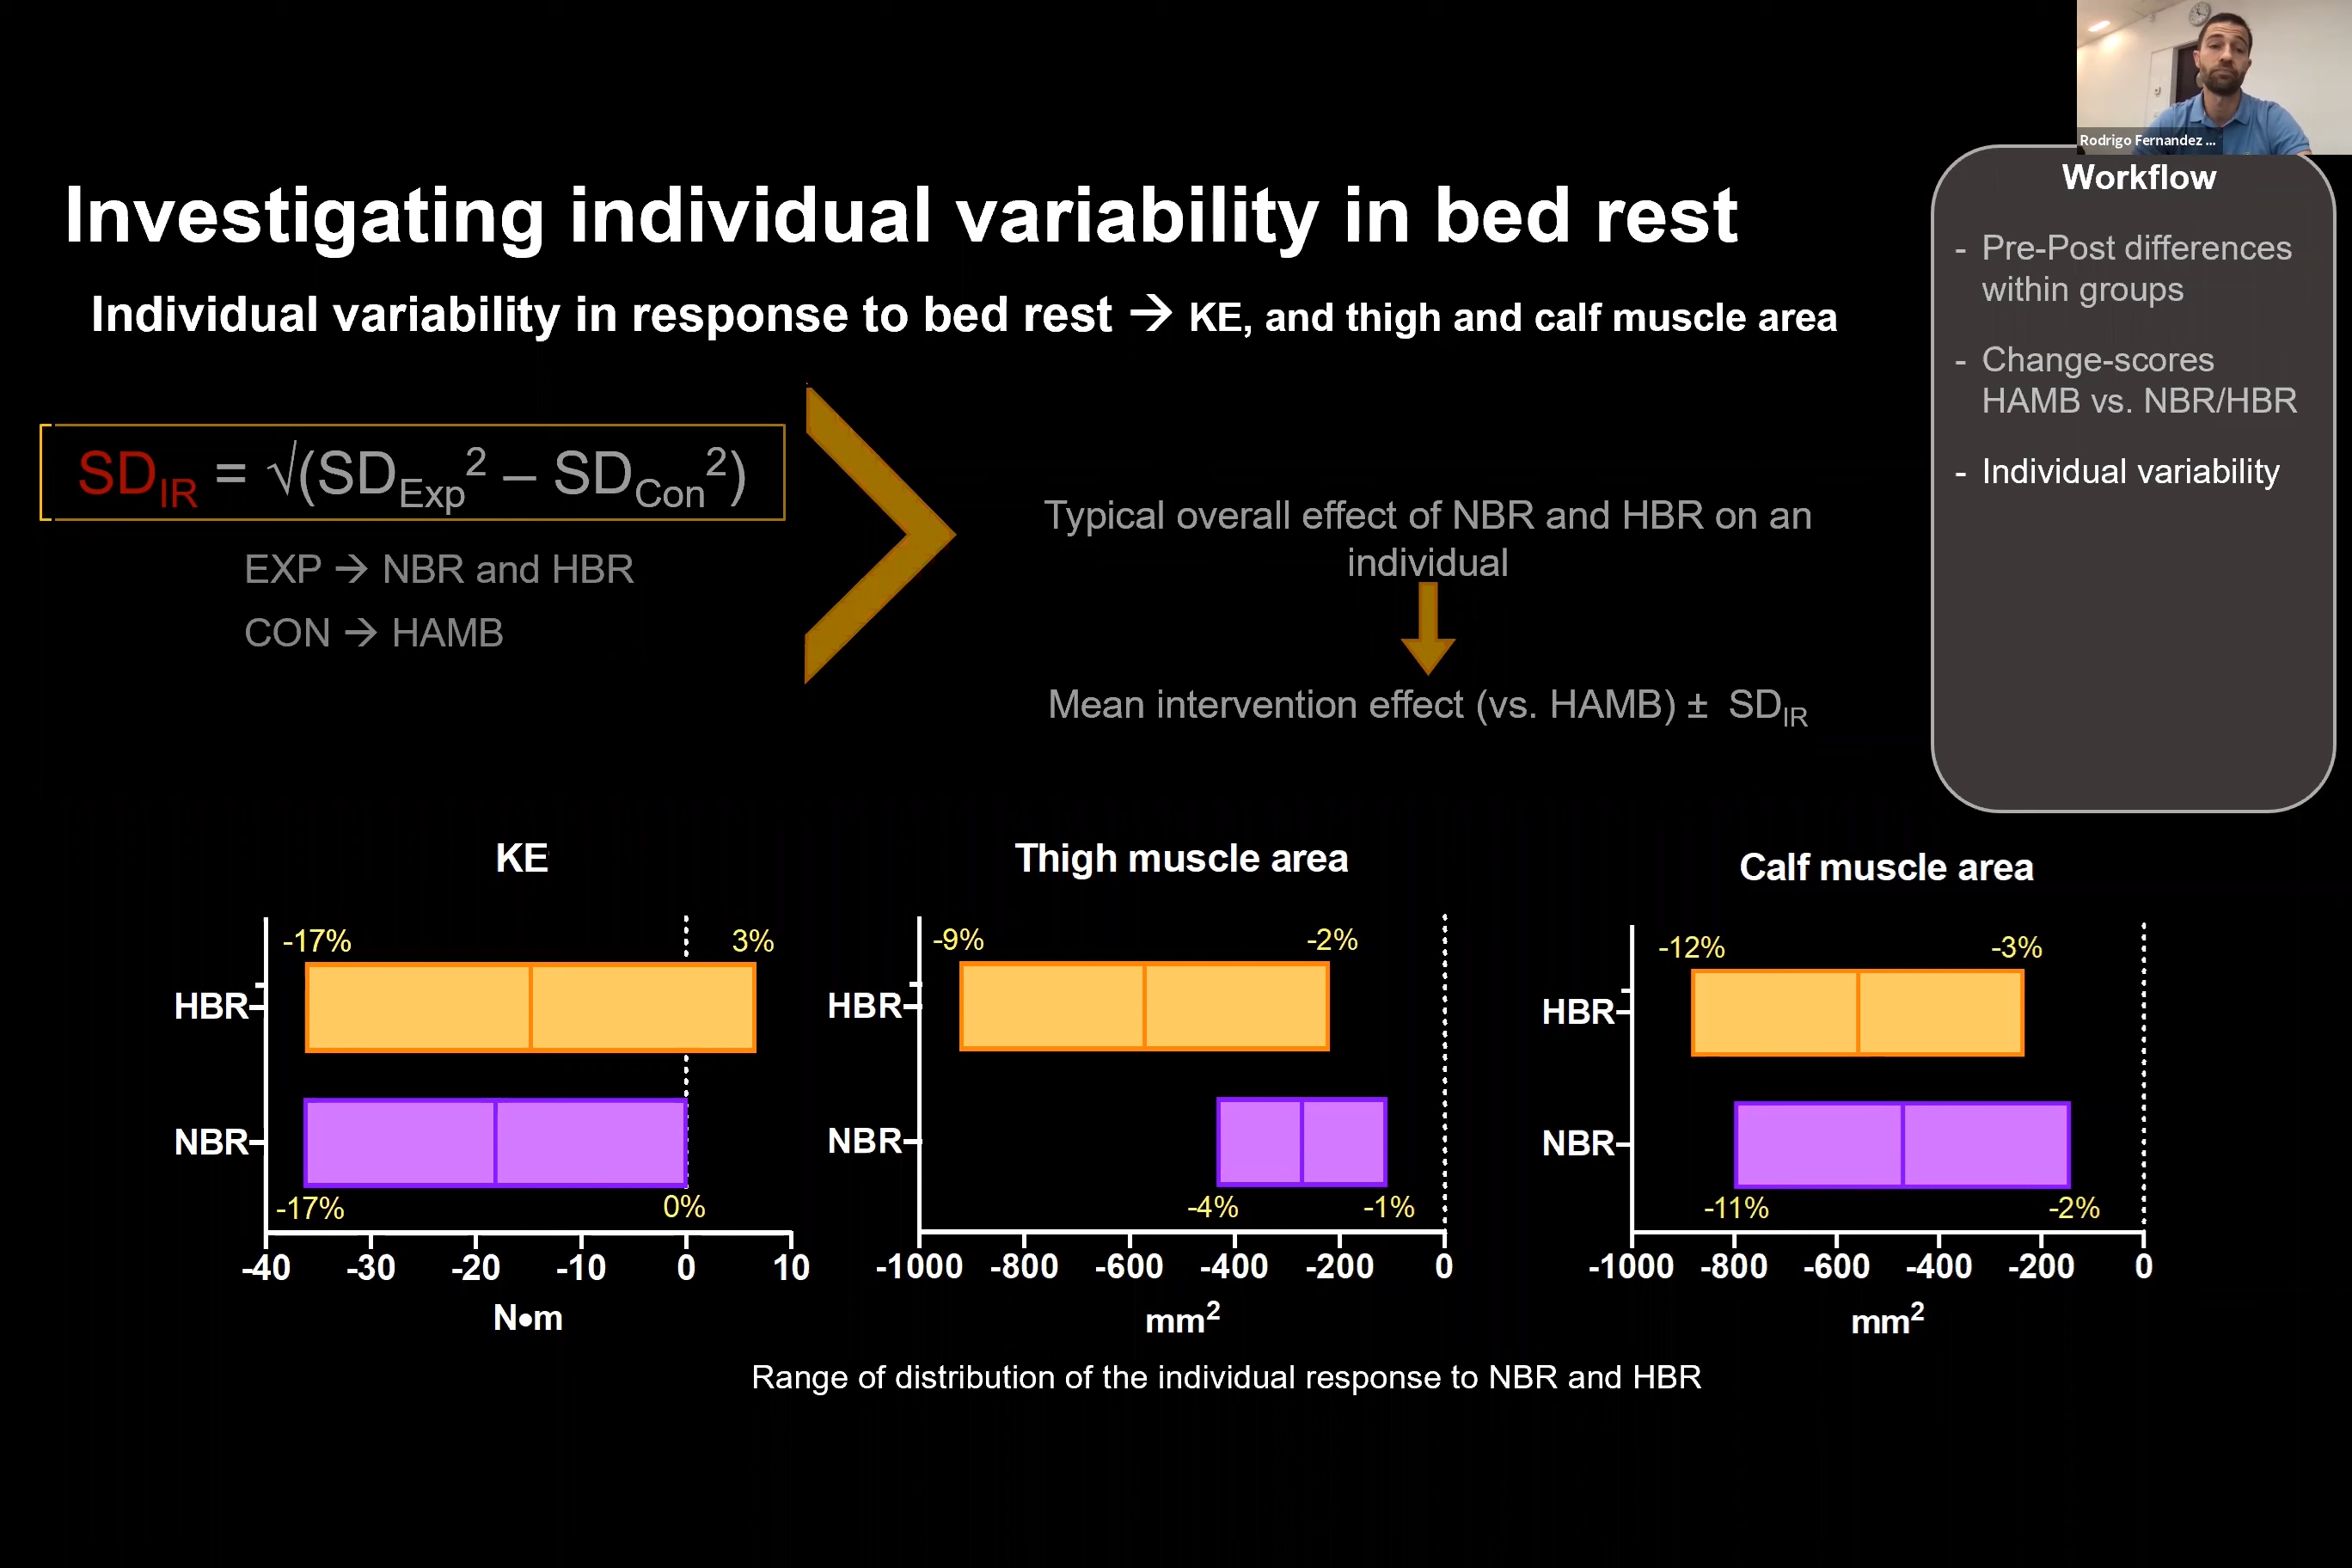 Rodrigo Fernandez ...
Investigating individual variability in bed rest
Individual variability in response to bed rest → KE, and thigh and calf muscle area
Workflow
- Pre-Post differences
within groups
- Change-scores
HAMB vs. NBR/HBR
- Individual variability
SD_IR = √(SD_Exp² – SD_Con²)
EXP → NBR and HBR
CON → HAMB
Typical overall effect of NBR and HBR on an
individual
Mean intervention effect (vs. HAMB) ± SD_IR
KE
-17% 3%
HBR
NBR
-17% 0%
-40 -30 -20 -10 0 10
N•m
Thigh muscle area
-9% -2%
HBR
NBR
-4% -1%
-1000 -800 -600 -400 -200 0
mm²
Calf muscle area
-12% -3%
HBR
NBR
-11% -2%
-1000 -800 -600 -400 -200 0
mm²
Range of distribution of the individual response to NBR and HBR